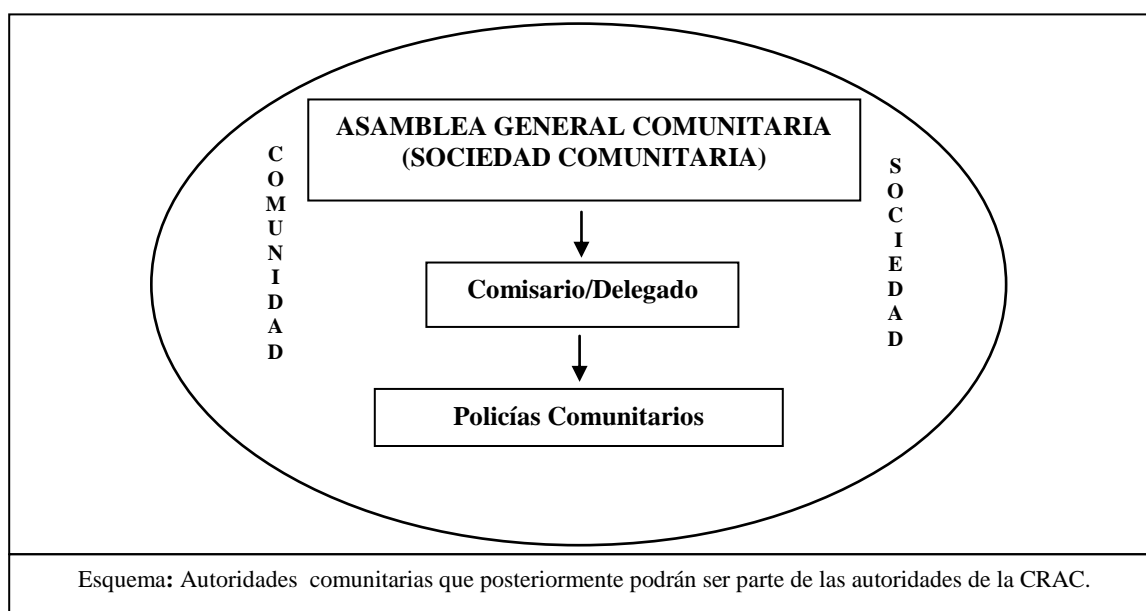 ASAMBLEA GENERAL COMUNITARIA
(SOCIEDAD COMUNITARIA)
COMUNIDAD
SOCIEDAD
Comisario/Delegado
Policías Comunitarios
Esquema: Autoridades comunitarias que posteriormente podrán ser parte de las autoridades de la CRAC.